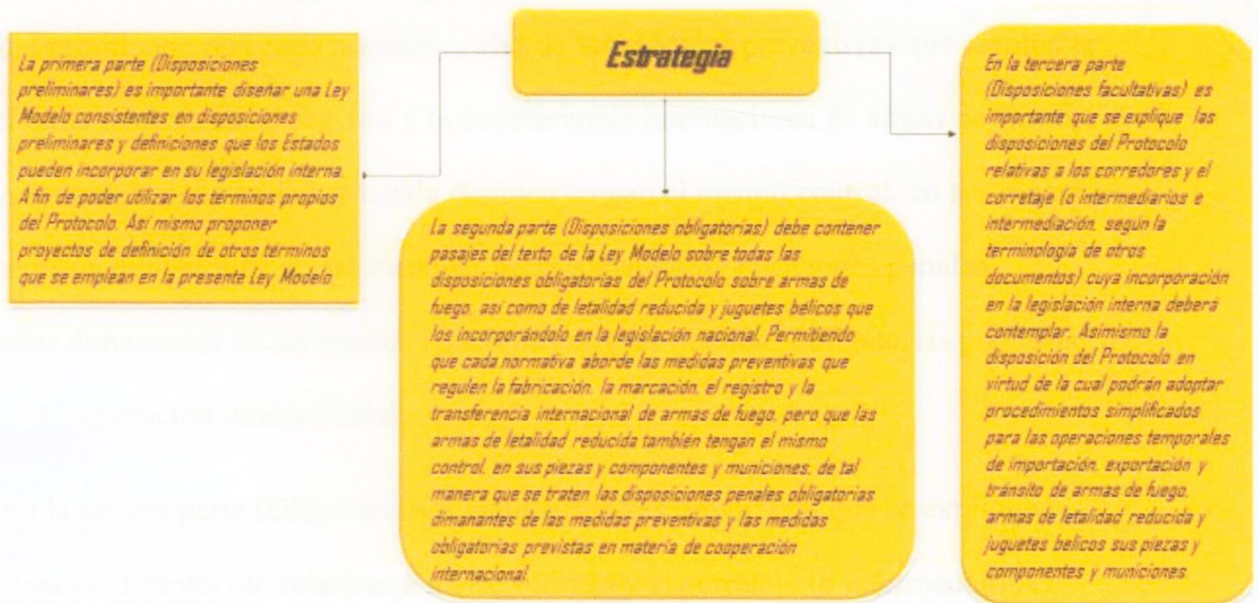 Estrategia
La primera parte (Disposiciones
preliminares) es importante diseñar una Ley
Modelo consistentes en disposiciones
preliminares y definiciones que los Estados
pueden incorporar en su legislación interna.
A fin de poder utilizar los términos propios
del Protocolo. Así mismo proponer
proyectos de definición de otros términos
que se emplean en la presente Ley Modelo
La segunda parte (Disposiciones obligatorias) debe contener
pasajes del texto de la Ley Modelo sobre todas las
disposiciones obligatorias del Protocolo sobre armas de
fuego, así como de letalidad reducida y juguetes bélicos que
los incorporándolo en la legislación nacional. Permitiendo
que cada normativa aborde las medidas preventivas que
regulen la fabricación, la marcación, el registro y la
transferencia internacional de armas de fuego, pero que las
armas de letalidad reducida también tengan el mismo
control, en sus piezas y componentes y municiones, de tal
manera que se traten las disposiciones penales obligatorias
dimanantes de las medidas preventivas y las medidas
obligatorias previstas en matería de cooperación
internacional.
En la tercera parte
(Disposiciones facultativas) es
importante que se explique las
disposiciones del Protocolo
relativas a los corredores y el
corretaje (o intermediarios e
intermediación, según la
terminología de otros
documentos) cuya incorporación
en la legislación interna deberá
contemplar. Asimismo la
disposición del Protocolo en
virtud de la cual podrán adoptar
procedimientos simplificados
para las operaciones temporales
de importación, exportación y
tránsito de armas de fuego,
armas de letalidad reducida y
juguetes bélicos sus piezas y
componentes y municiones.